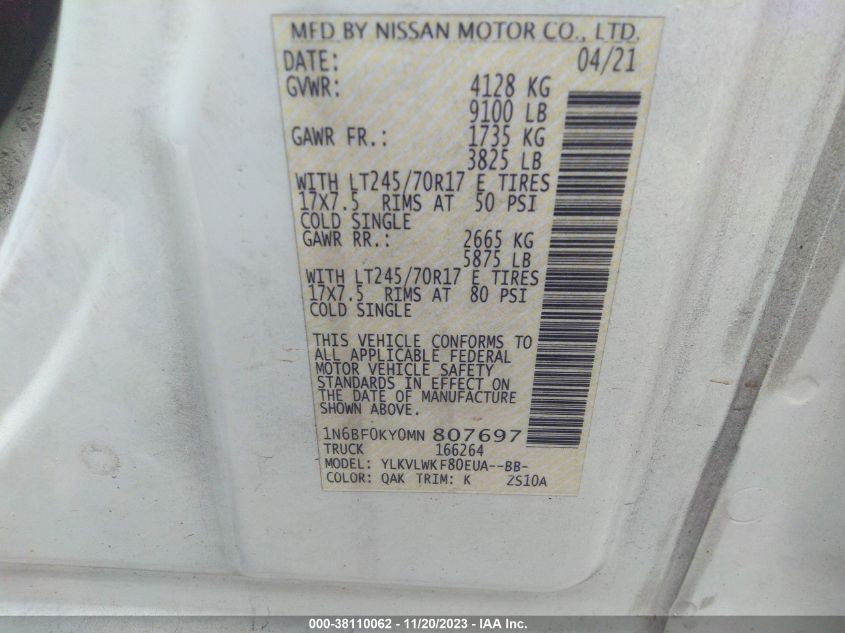 MFD BY NISSAN MOTOR CO., LTD.
DATE: 04/21
GVWR: 4128 KG
9100 LB
GAWR FR.: 1735 KG
3825 LB
WITH LT245/70R17 E TIRES
17X7.5 RIMS AT 50 PSI
COLD SINGLE
GAWR RR.: 2665 KG
5875 LB
WITH LT245/70R17 E TIRES
17X7.5 RIMS AT 80 PSI
COLD SINGLE
THIS VEHICLE CONFORMS TO
ALL APPLICABLE FEDERAL
MOTOR VEHICLE SAFETY
STANDARDS IN EFFECT ON
THE DATE OF MANUFACTURE
SHOWN ABOVE.
1N6BF0KY0MN 807697
TRUCK 166264
MODEL: YLKVLWKF80EUA--BB-
COLOR: QAK TRIM: K ZS10A
000-38110062 - 11/20/2023 - IAA Inc.